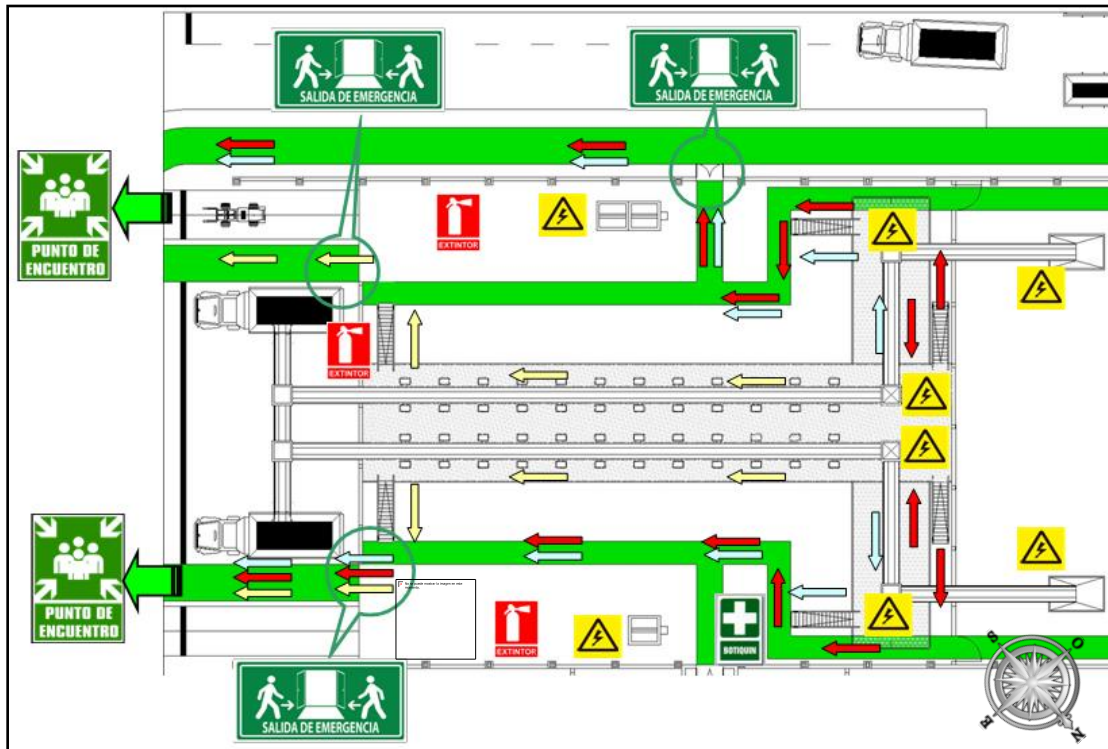 SALIDA DE EMERGENCIA
SALIDA DE EMERGENCIA
PUNTO DE
ENCUENTRO
EXTINTOR
EXTINTOR
PUNTO DE
ENCUENTRO
EXTINTOR
BOTIQUIN
SALIDA DE EMERGENCIA
S
O
E
N